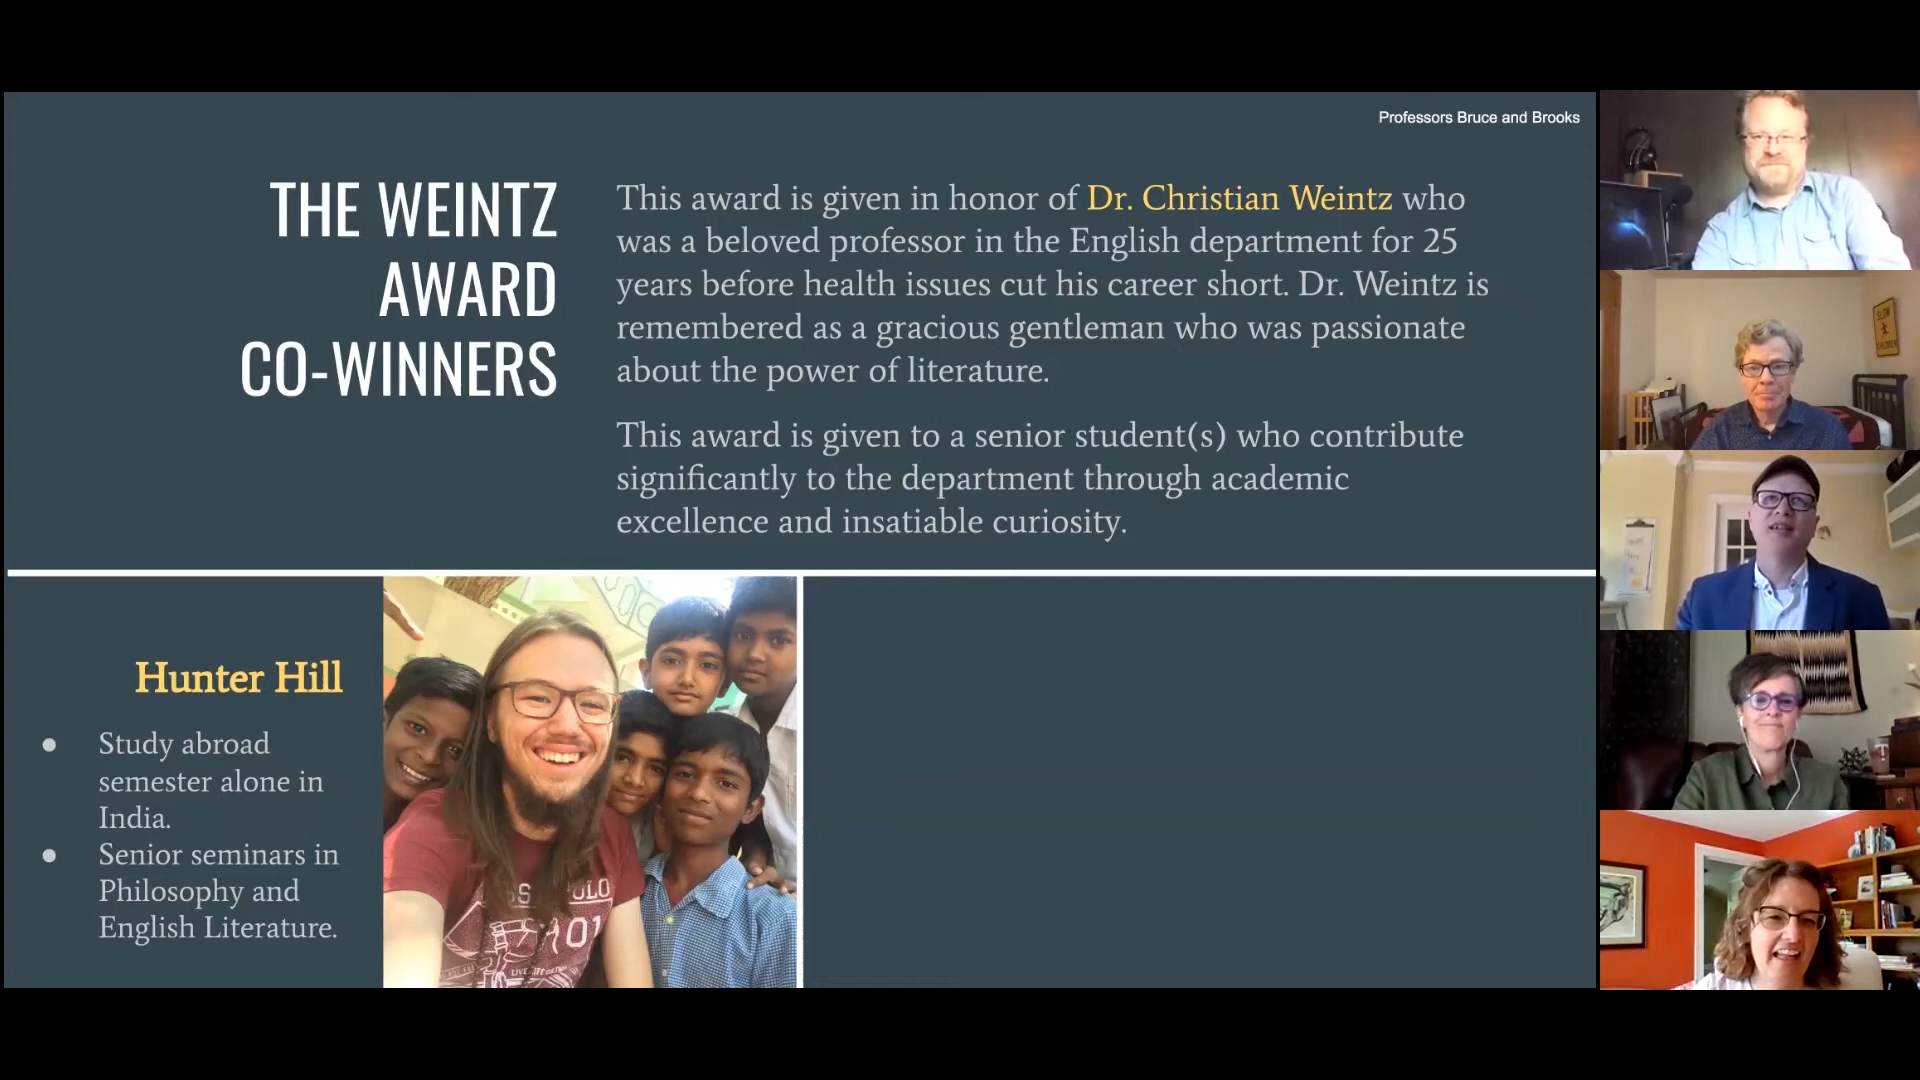 Professors Bruce and Brooks
THE WEINTZ
AWARD
CO-WINNERS
This award is given in honor of Dr. Christian Weintz who
was a beloved professor in the English department for 25
years before health issues cut his career short. Dr. Weintz is
remembered as a gracious gentleman who was passionate
about the power of literature.
This award is given to a senior student(s) who contribute
significantly to the department through academic
excellence and insatiable curiosity.
Hunter Hill
● Study abroad
semester alone in
India.
● Senior seminars in
Philosophy and
English Literature.
SLOW
CHILDREN